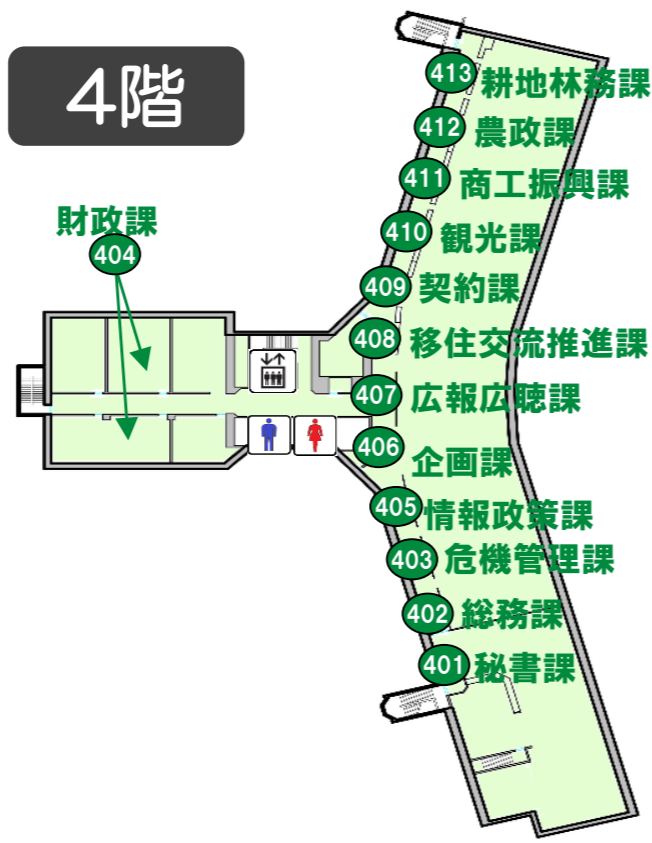 4階
413 耕地林務課
412 農政課
411 商工振興課
財政課
404
410 観光課
409 契約課
408 移住交流推進課
407 広報広聴課
406 企画課
405 情報政策課
403 危機管理課
402 総務課
401 秘書課